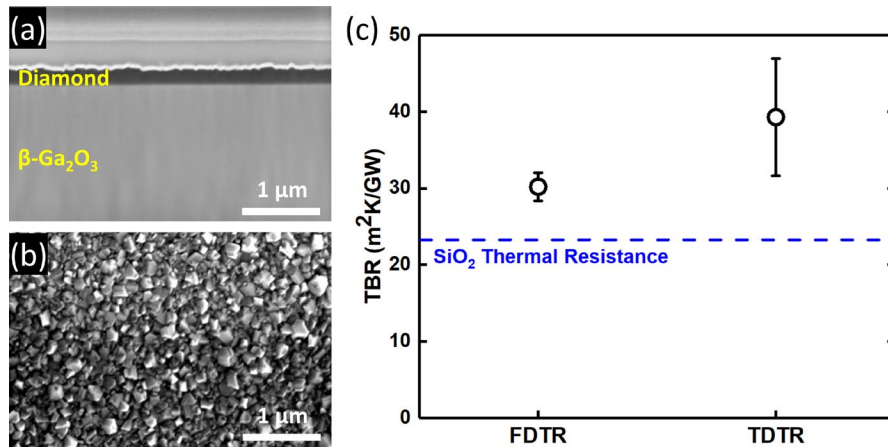 (a)
Diamond
β-Ga₂O₃
1 μm
(b)
1 μm
(c)
50
40
30
20
10
0
TBR (m²K/GW)
SiO₂ Thermal Resistance
FDTR
TDTR